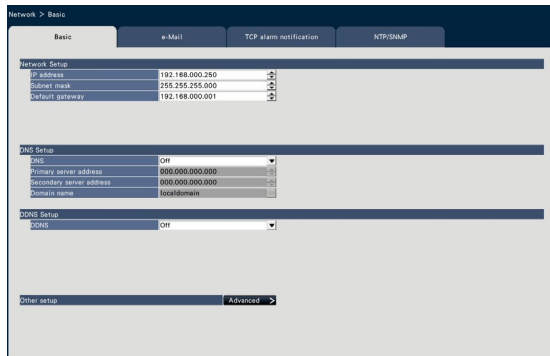 Network > Basic
Basic e-Mail TCP alarm notification NTP/SNMP
Network Setup
IP address 192.168.000.250
Subnet mask 255.255.255.000
Default gateway 192.168.000.001
DNS Setup
DNS Off
Primary server address 000.000.000.000
Secondary server address 000.000.000.000
Domain name localdomain
DDNS Setup
DDNS Off
Other setup Advanced >